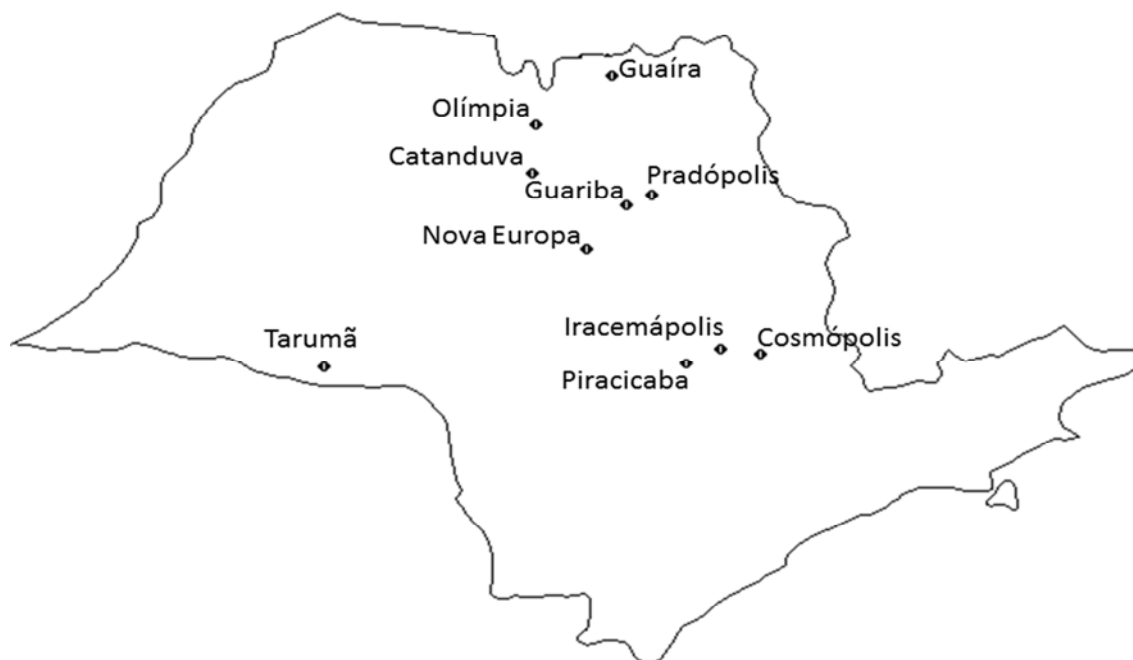 Guaíra
Olímpia
Catanduva
Pradópolis
Guariba
Nova Europa
Iracemápolis
Tarumã
Cosmópolis
Piracicaba